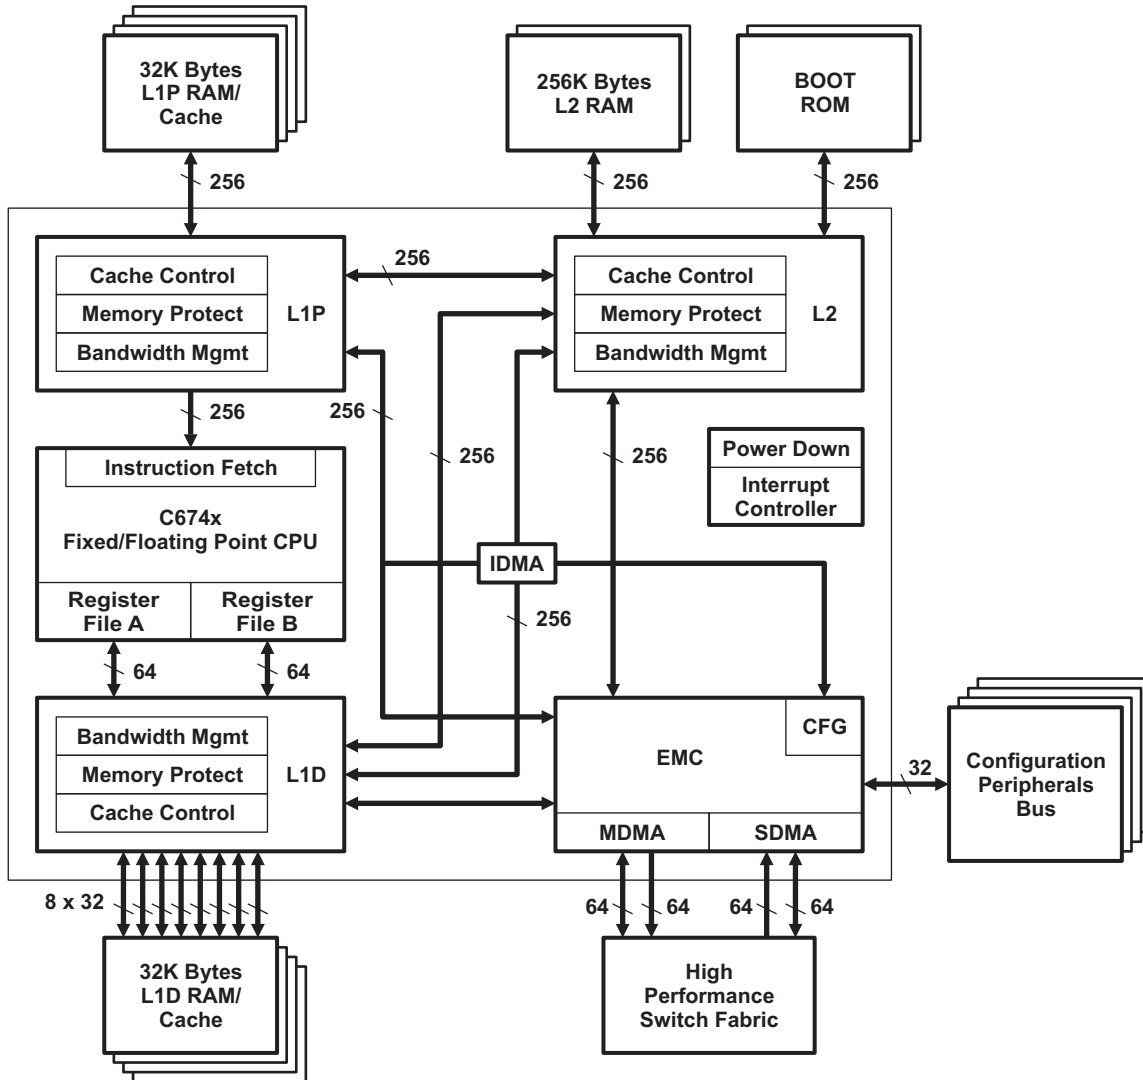 32K Bytes
L1P RAM/
Cache
256K Bytes
L2 RAM
BOOT
ROM
256
256
256
Cache Control
Memory Protect
Bandwidth Mgmt
L1P
256
Cache Control
Memory Protect
Bandwidth Mgmt
L2
256
256
256
256
Power Down
Interrupt
Controller
Instruction Fetch
C674x
Fixed/Floating Point CPU
Register
File A
Register
File B
IDMA
256
64
64
Bandwidth Mgmt
Memory Protect
Cache Control
L1D
CFG
EMC
MDMA
SDMA
32
Configuration
Peripherals
Bus
8 x 32
64
64
64
64
32K Bytes
L1D RAM/
Cache
High
Performance
Switch Fabric